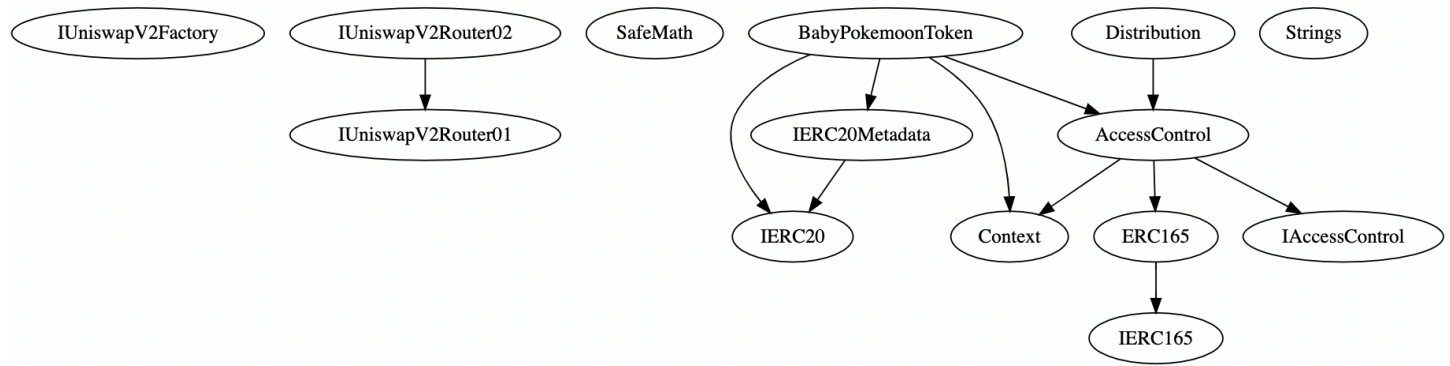 IUniswapV2Factory
IUniswapV2Router02
SafeMath
BabyPokemoonToken
Distribution
Strings
IUniswapV2Router01
IERC20Metadata
AccessControl
IERC20
Context
ERC165
IAccessControl
IERC165